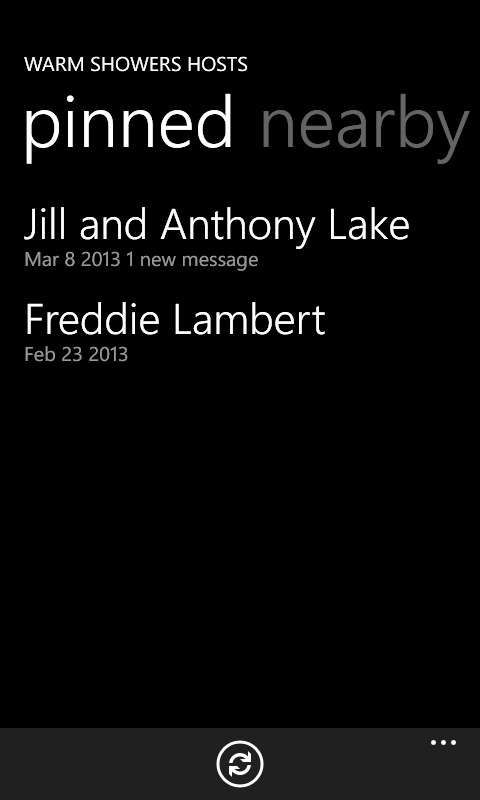 WARM SHOWERS HOSTS
pinned nearby
Jill and Anthony Lake
Mar 8 2013 1 new message
Freddie Lambert
Feb 23 2013